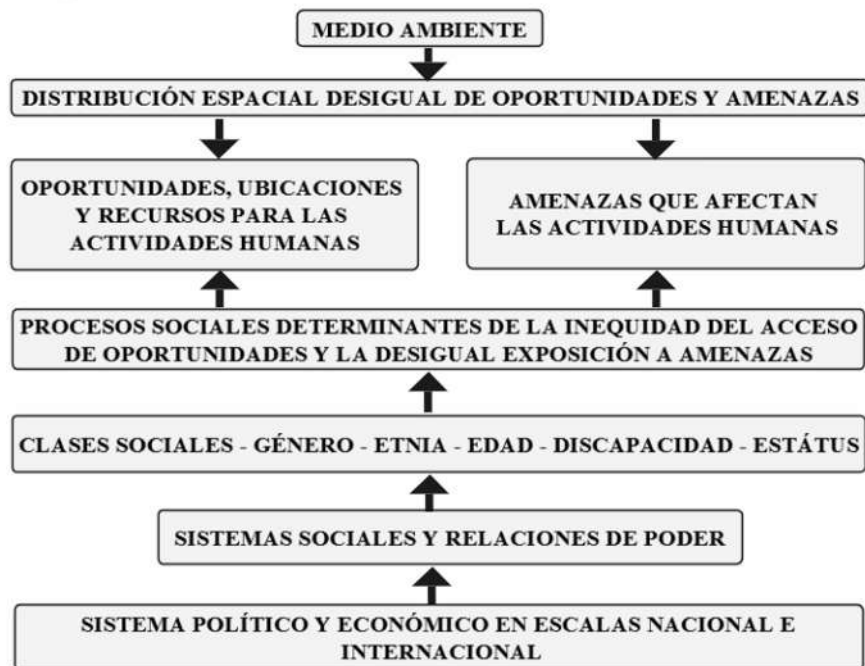 MEDIO AMBIENTE
DISTRIBUCIÓN ESPACIAL DESIGUAL DE OPORTUNIDADES Y AMENAZAS
OPORTUNIDADES, UBICACIONES
Y RECURSOS PARA LAS
ACTIVIDADES HUMANAS
AMENAZAS QUE AFECTAN
LAS ACTIVIDADES HUMANAS
PROCESOS SOCIALES DETERMINANTES DE LA INEQUIDAD DEL ACCESO
DE OPORTUNIDADES Y LA DESIGUAL EXPOSICIÓN A AMENAZAS
CLASES SOCIALES - GÉNERO - ETNIA - EDAD - DISCAPACIDAD - ESTÁTUS
SISTEMAS SOCIALES Y RELACIONES DE PODER
SISTEMA POLÍTICO Y ECONÓMICO EN ESCALAS NACIONAL E
INTERNACIONAL